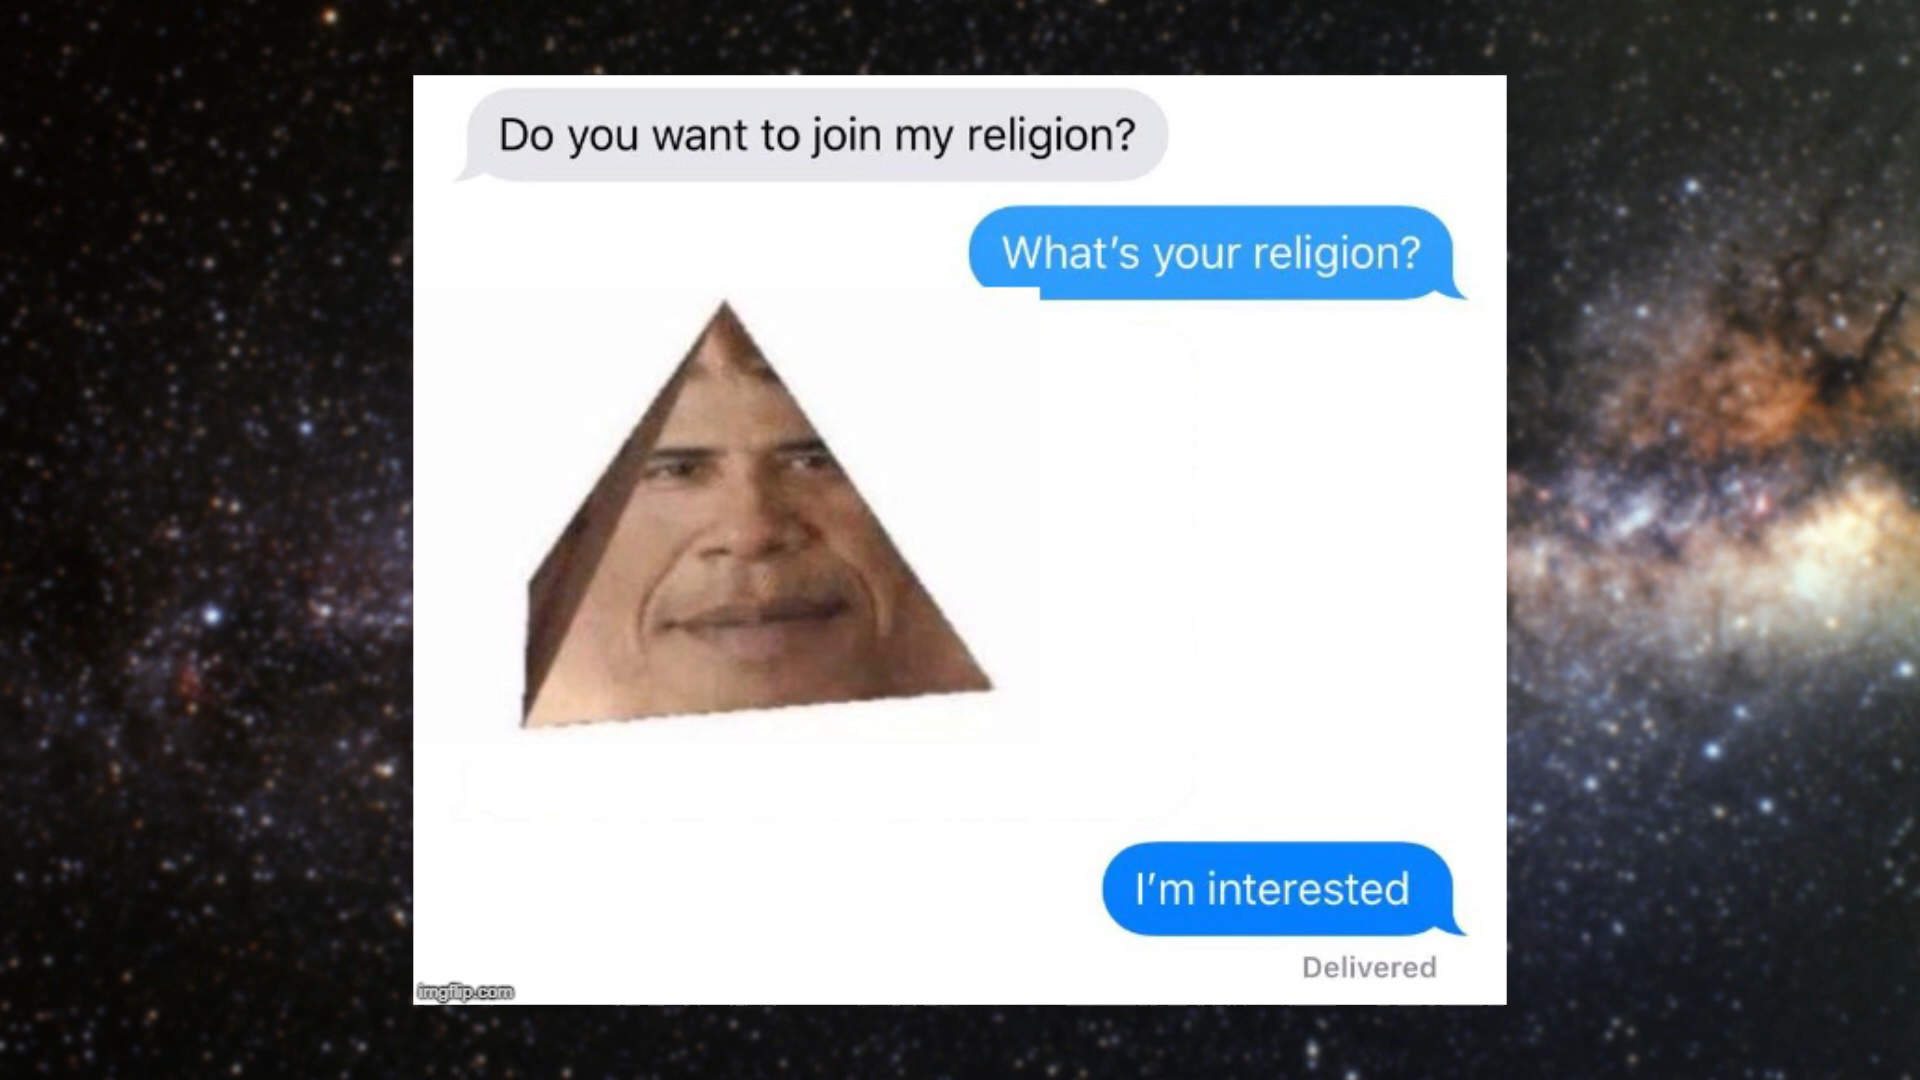 Do you want to join my religion?
What's your religion?
I'm interested
Delivered
imgflip.com